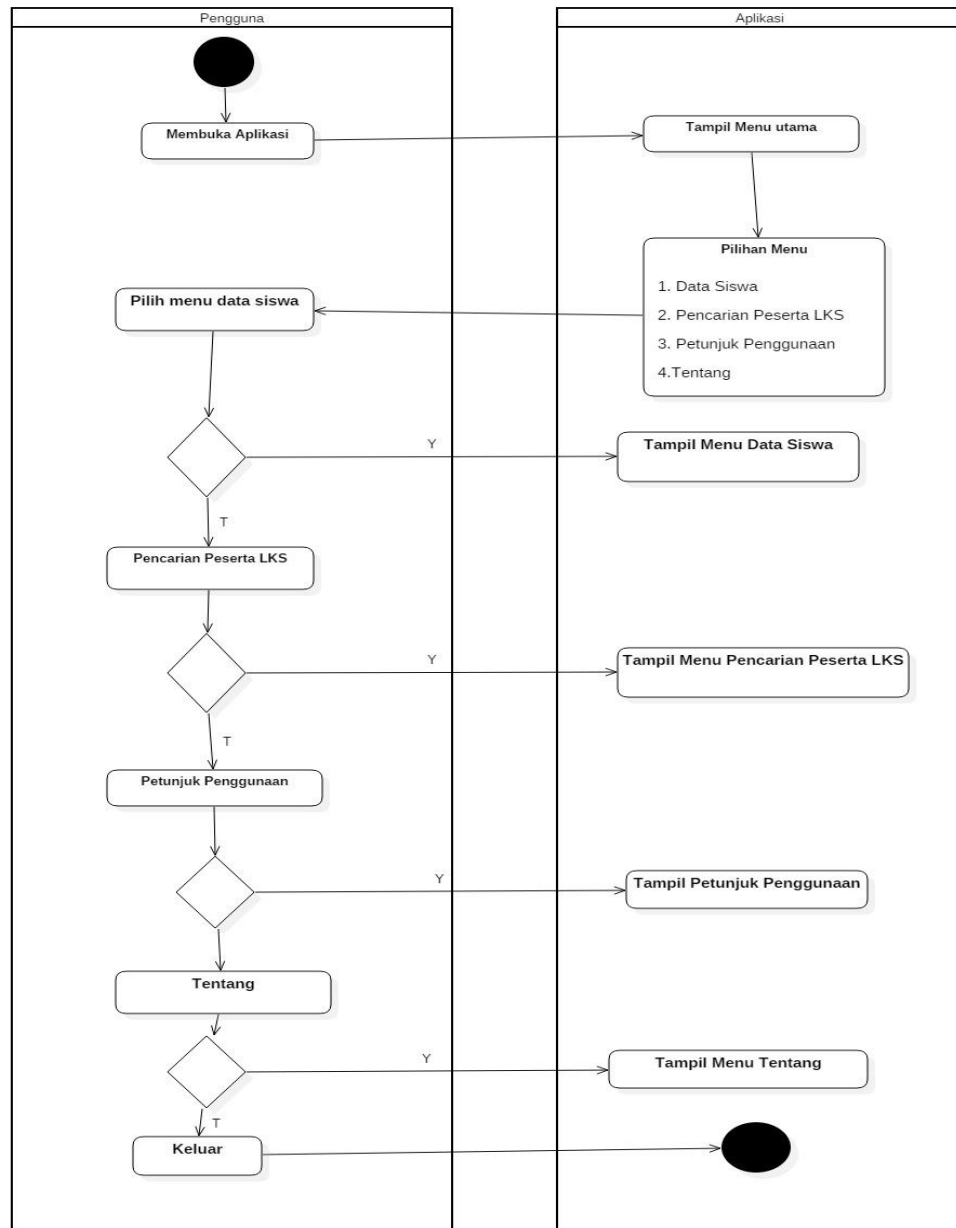 Pengguna
Aplikasi
Membuka Aplikasi
Tampil Menu utama
Pilihan Menu
1. Data Siswa
2. Pencarian Peserta LKS
3. Petunjuk Penggunaan
4.Tentang
Pilih menu data siswa
Y
Tampil Menu Data Siswa
T
Pencarian Peserta LKS
Y
Tampil Menu Pencarian Peserta LKS
T
Petunjuk Penggunaan
Y
Tampil Petunjuk Penggunaan
Tentang
Y
Tampil Menu Tentang
T
Keluar